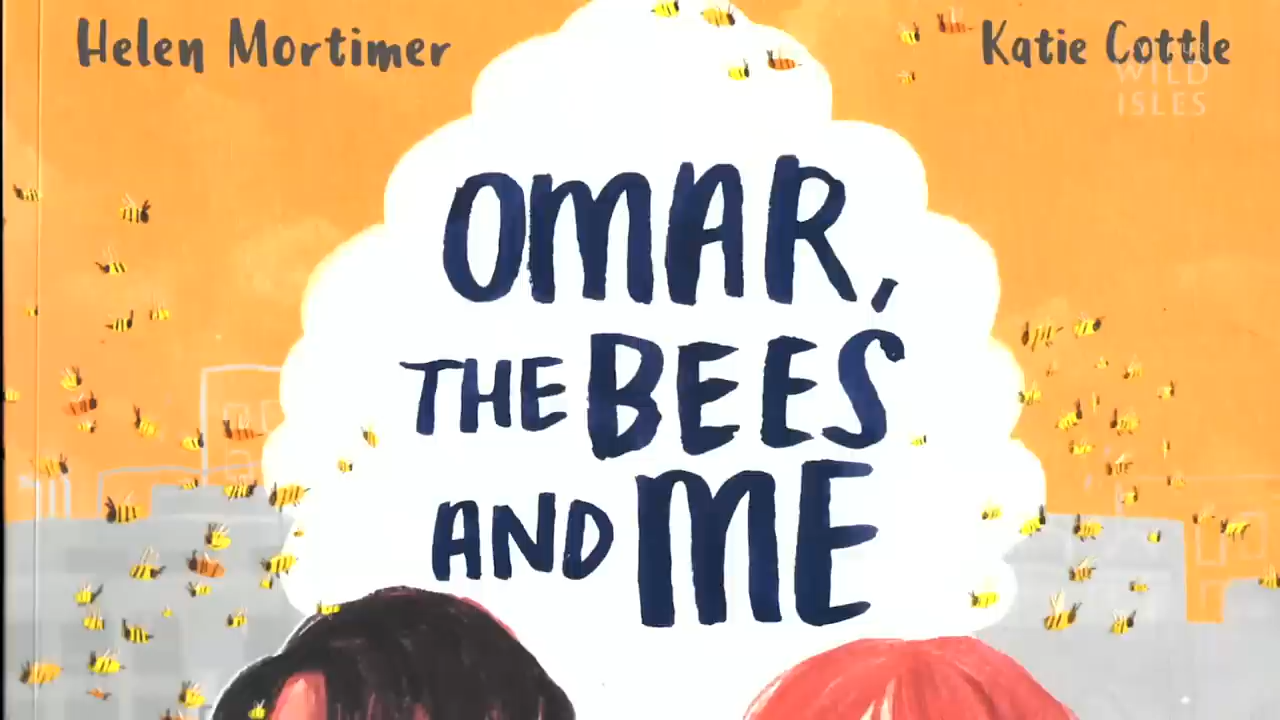 Helen Mortimer
Katie Cottle
WILD
ISLES
OMAR,
THE BEES
AND ME